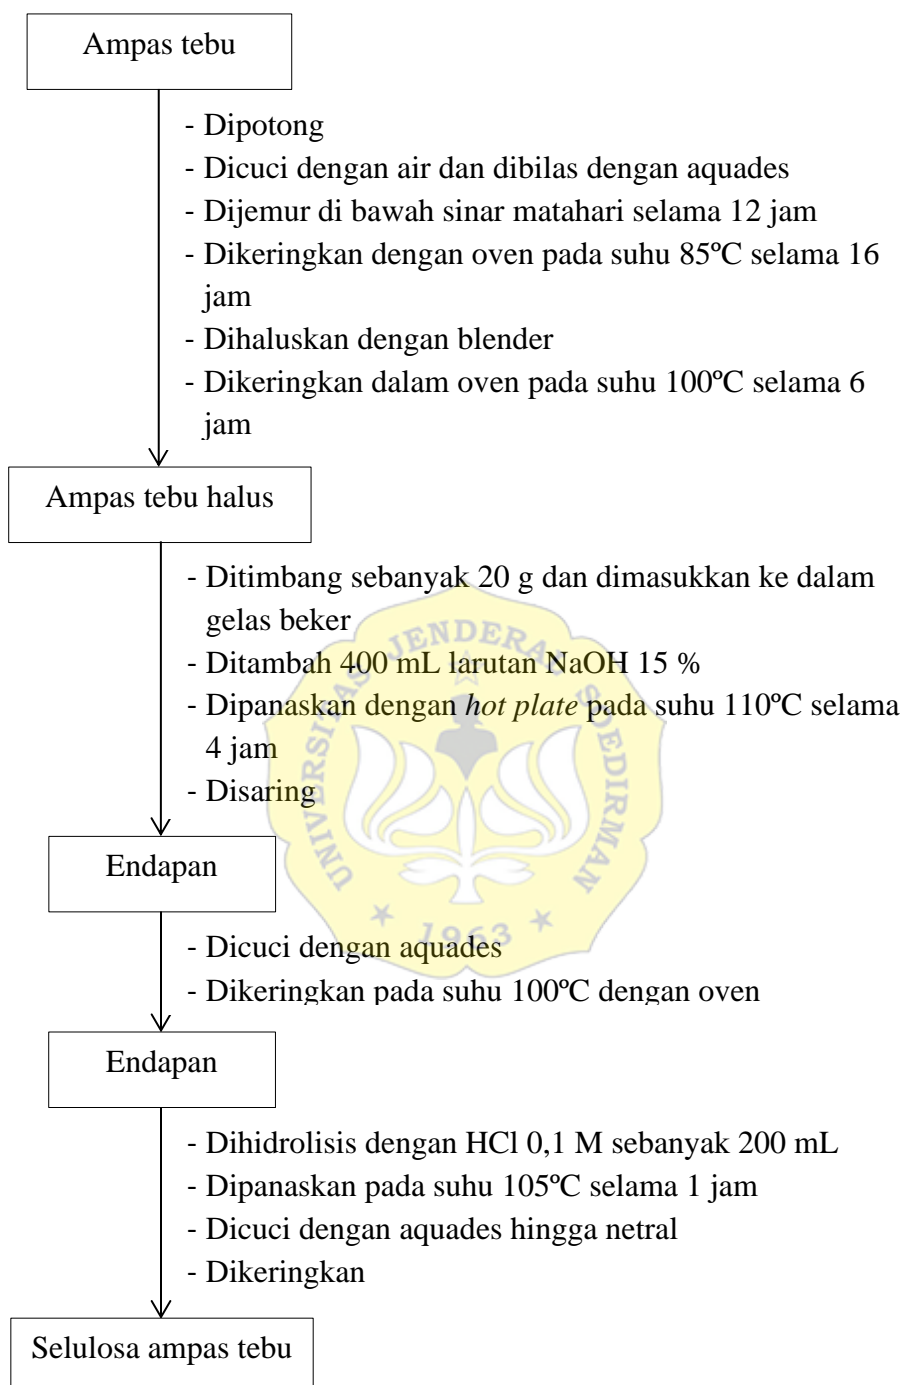 Ampas tebu
- Dipotong
- Dicuci dengan air dan dibilas dengan aquades
- Dijemur di bawah sinar matahari selama 12 jam
- Dikeringkan dengan oven pada suhu 85ºC selama 16
jam
- Dihaluskan dengan blender
- Dikeringkan dalam oven pada suhu 100ºC selama 6
jam
Ampas tebu halus
- Ditimbang sebanyak 20 g dan dimasukkan ke dalam
gelas beker
- Ditambah 400 mL larutan NaOH 15 %
- Dipanaskan dengan hot plate pada suhu 110ºC selama
4 jam
- Disaring
UNIVERSITAS JENDERAL SOEDIRMAN
1963
Endapan
- Dicuci dengan aquades
- Dikeringkan pada suhu 100ºC dengan oven
Endapan
- Dihidrolisis dengan HCl 0,1 M sebanyak 200 mL
- Dipanaskan pada suhu 105ºC selama 1 jam
- Dicuci dengan aquades hingga netral
- Dikeringkan
Selulosa ampas tebu